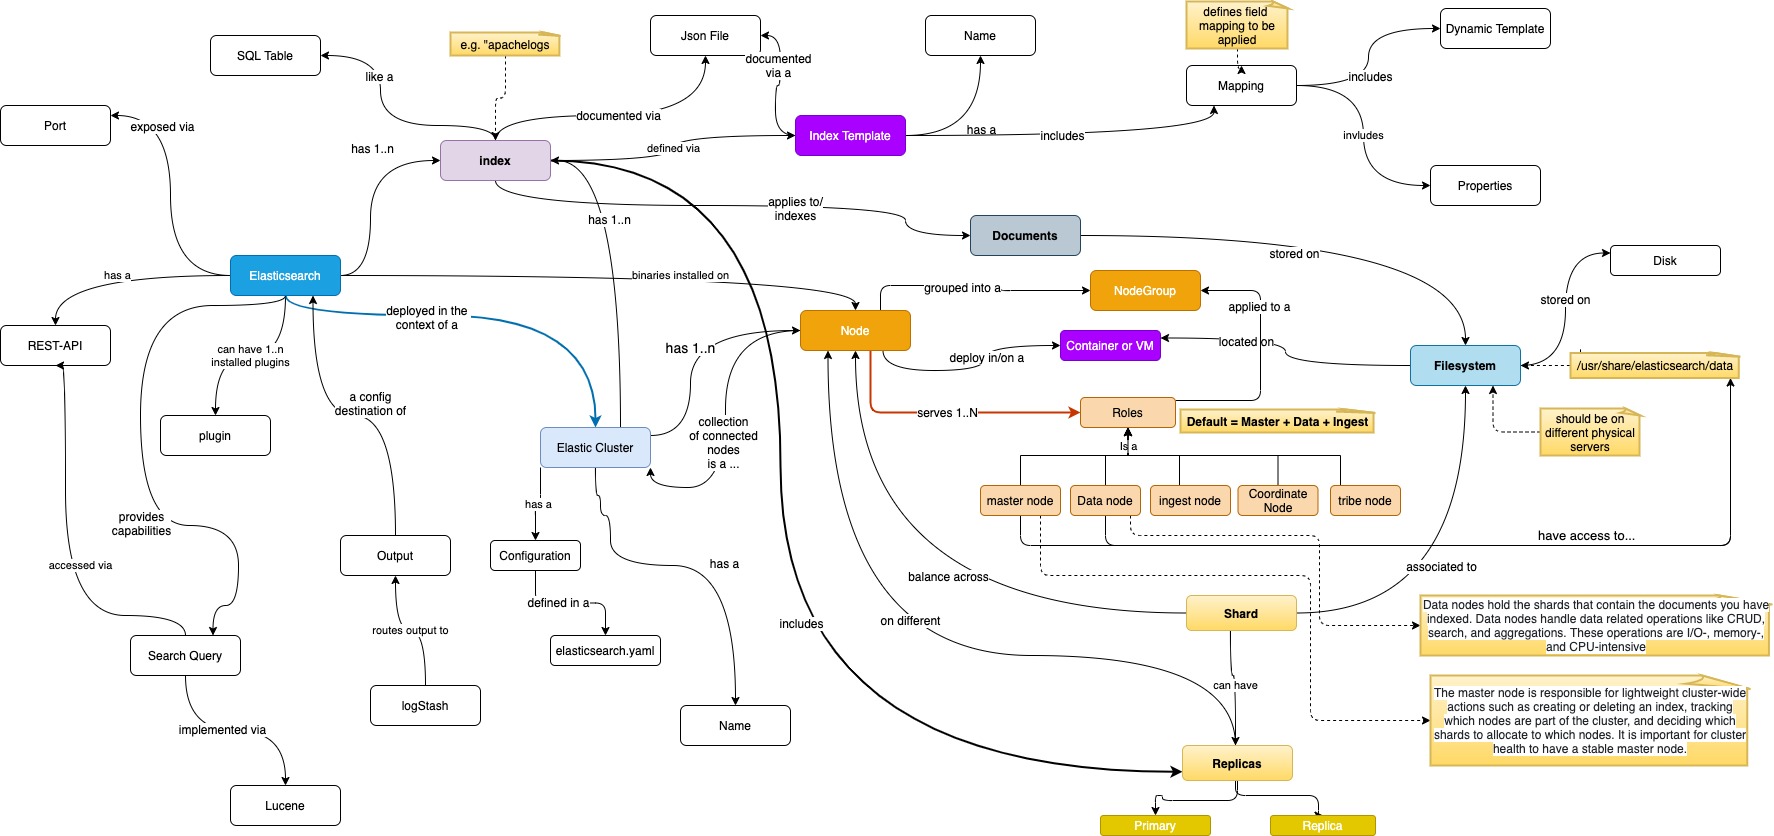 defines field
mapping to be
applied
SQL Table
e.g. "apachelogs
Json File
Name
Dynamic Template
documented
via a
like a
includes
Mapping
Port
exposed via
documented via
Index Template
has a
includes
invludes
has 1..n
index
defined via
Properties
applies to/
indexes
has 1..n
Documents
stored on
Disk
has a
Elasticsearch
binaries installed on
grouped into a
NodeGroup
applied to a
stored on
deployed in the
context of a
Node
REST-API
can have 1..n
installed plugins
has 1..n
deploy in/on a
Container or VM
located on
Filesystem
/usr/share/elasticsearch/data
a config
destination of
serves 1..N
Roles
Default = Master + Data + Ingest
should be on
different physical
servers
plugin
Elastic Cluster
collection
of connected
nodes
is a ...
Is a
master node
Data node
ingest node
Coordinate
Node
tribe node
has a
provides
capabilities
have access to...
Output
Configuration
accessed via
has a
balance across
associated to
defined in a
Shard
Data nodes hold the shards that contain the documents you have
indexed. Data nodes handle data related operations like CRUD,
search, and aggregations. These operations are I/O-, memory-,
and CPU-intensive
routes output to
includes
on different
Search Query
elasticsearch.yaml
can have
The master node is responsible for lightweight cluster-wide
actions such as creating or deleting an index, tracking
which nodes are part of the cluster, and deciding which
shards to allocate to which nodes. It is important for cluster
health to have a stable master node.
logStash
Name
implemented via
Replicas
Lucene
Primary
Replica